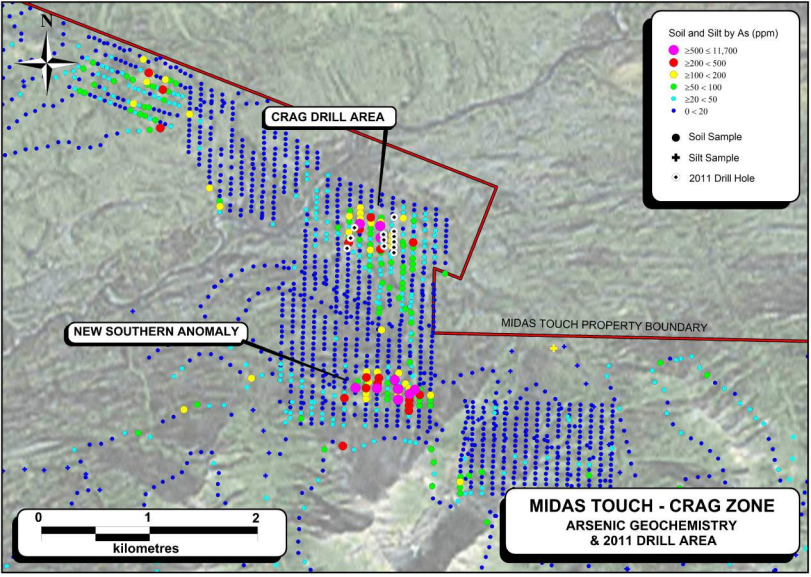 N
Soil and Silt by As (ppm)
≥500 ≤ 11,700
≥200 < 500
≥100 < 200
≥50 < 100
≥20 < 50
0 < 20
Soil Sample
Silt Sample
2011 Drill Hole
CRAG DRILL AREA
MIDAS TOUCH PROPERTY BOUNDARY
NEW SOUTHERN ANOMALY
0 1 2
kilometres
MIDAS TOUCH - CRAG ZONE
ARSENIC GEOCHEMISTRY
& 2011 DRILL AREA